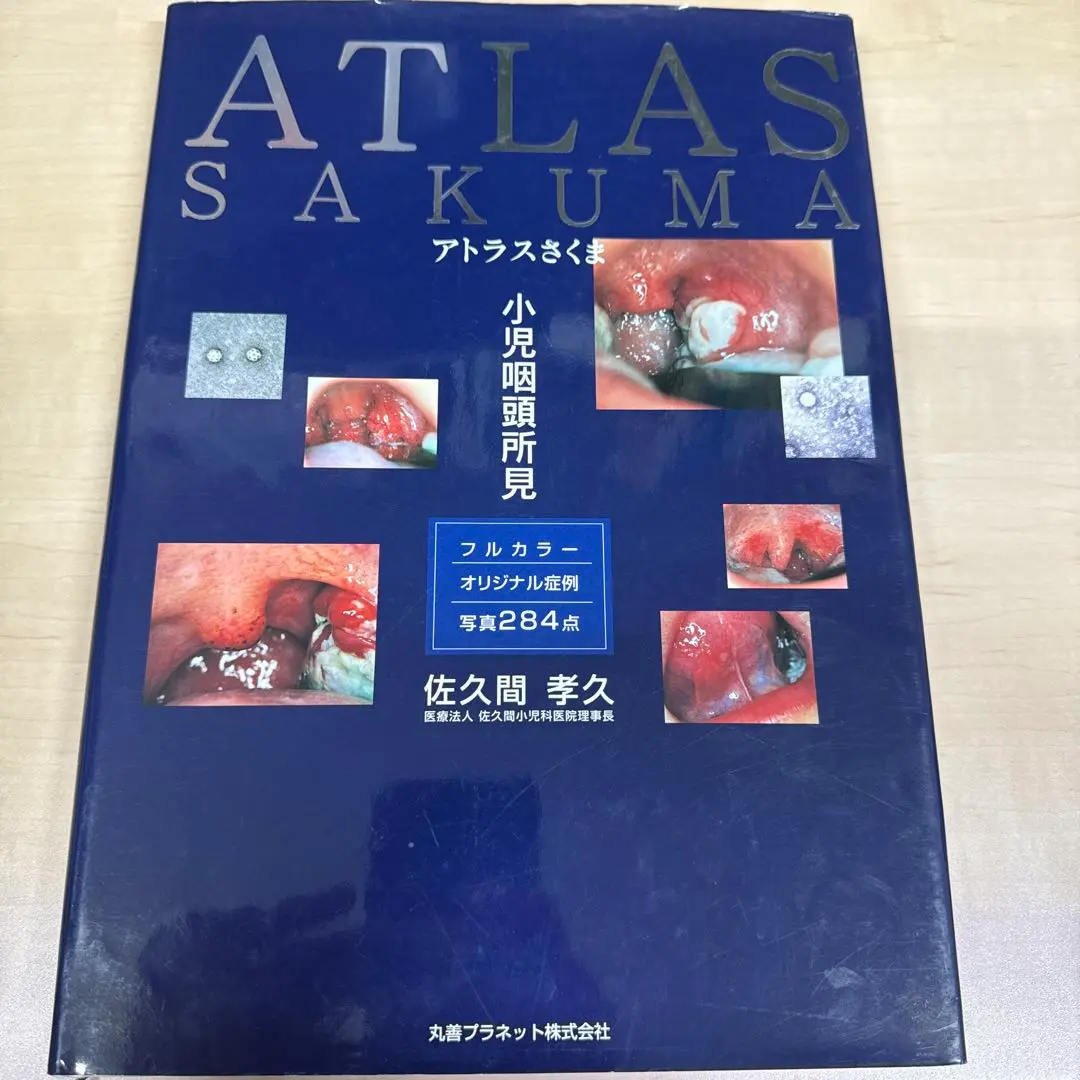 ATLAS
SAKUMA
アトラスさくま
小児咽頭所見
フルカラー
オリジナル症例
写真284点
佐久間 孝久
医療法人 佐久間小児科医院理事長
丸善プラネット株式会社